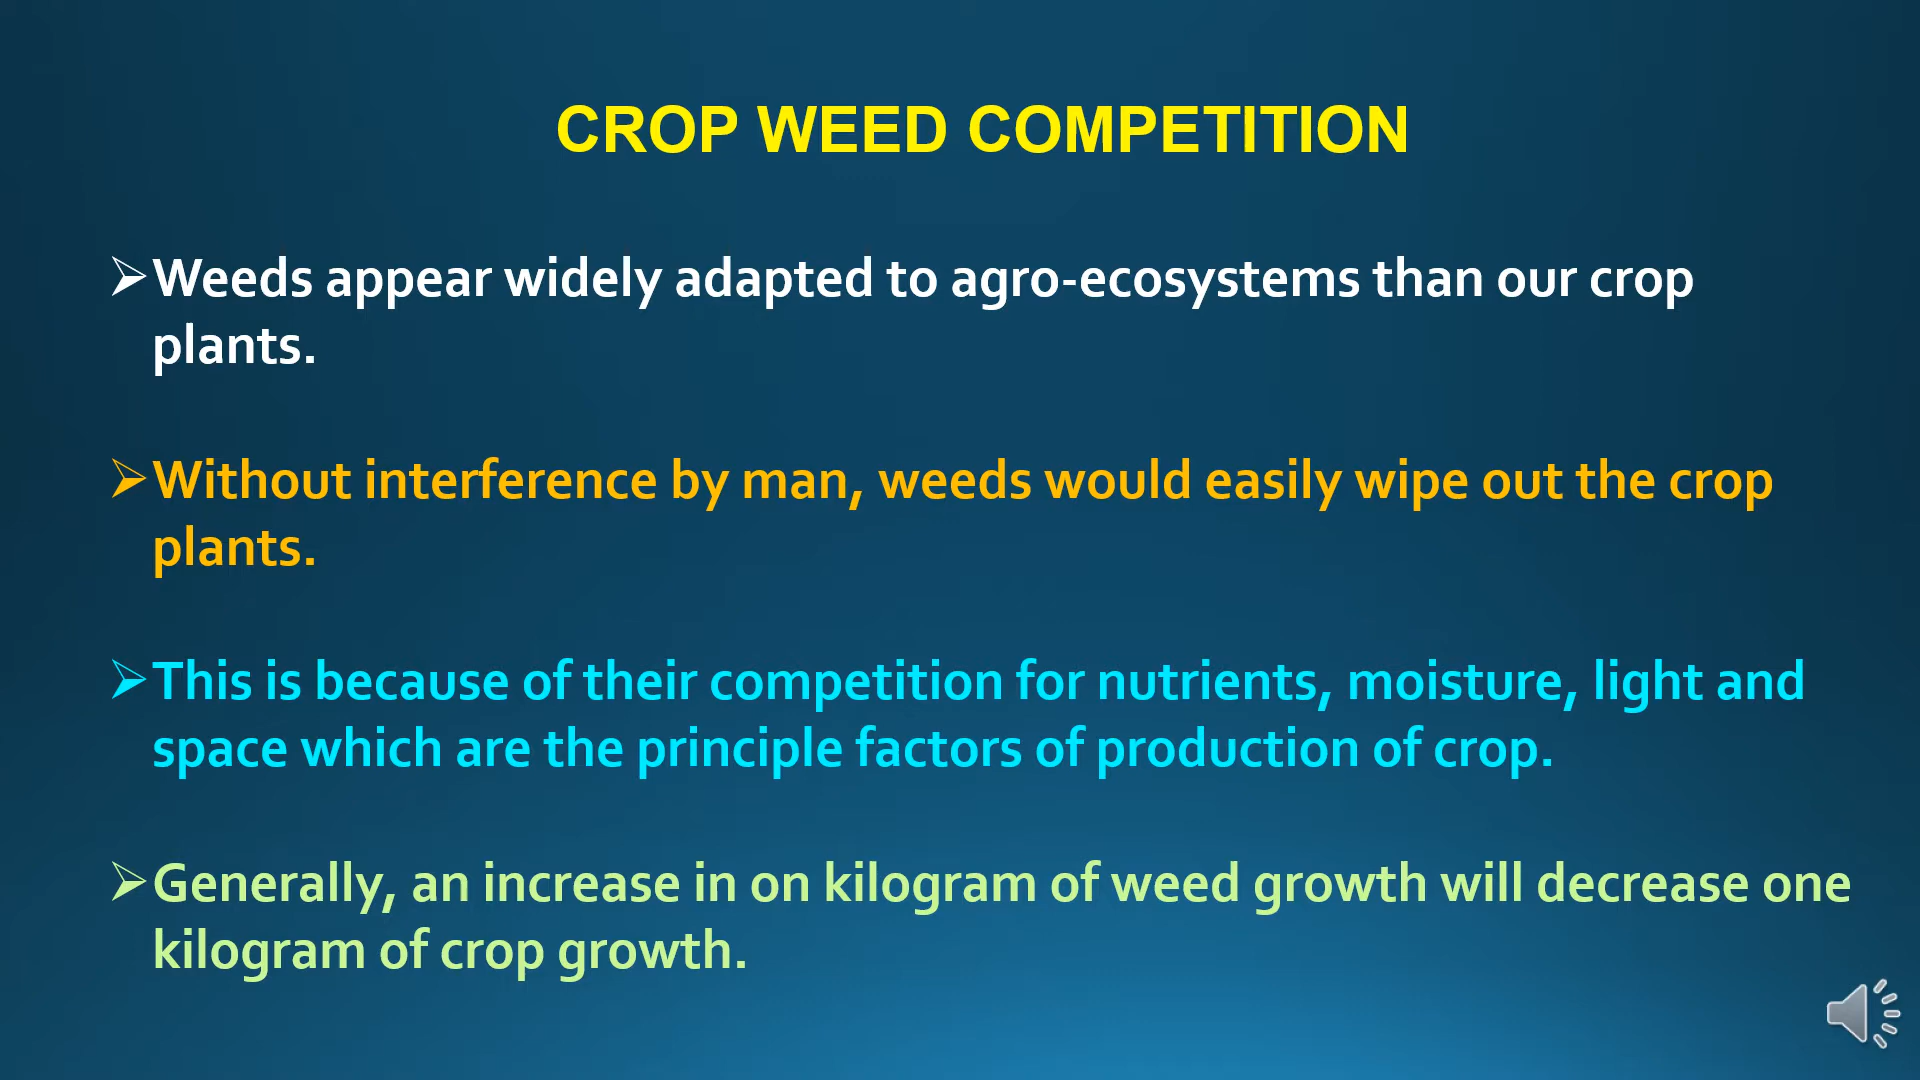 CROP WEED COMPETITION
➢Weeds appear widely adapted to agro-ecosystems than our crop
plants.
➢Without interference by man, weeds would easily wipe out the crop
plants.
➢This is because of their competition for nutrients, moisture, light and
space which are the principle factors of production of crop.
➢Generally, an increase in on kilogram of weed growth will decrease one
kilogram of crop growth.